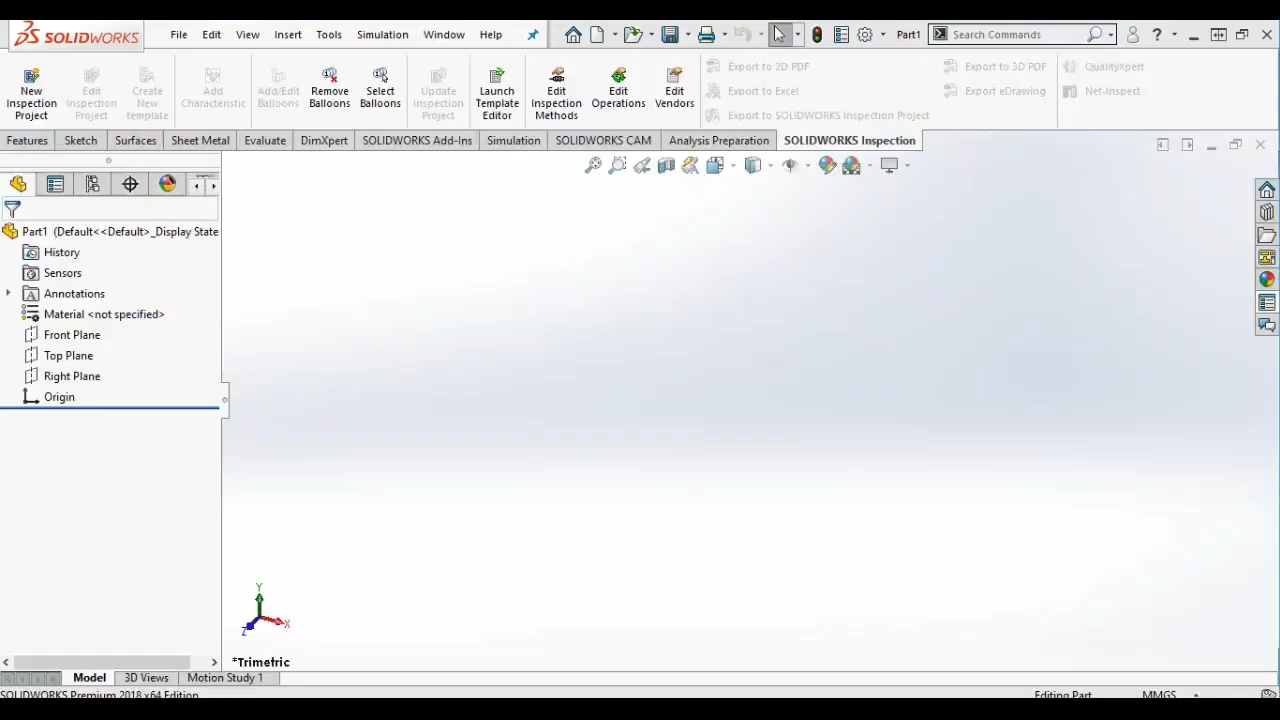 SOLIDWORKS File Edit View Insert Tools Simulation Window Help Part1 Search Commands ?
New Inspection Project
Edit Inspection Project
Create New template
Add Characteristic
Add/Edit Balloons
Remove Balloons
Select Balloons
Update Inspection Project
Launch Template Editor
Edit Inspection Methods
Edit Operations
Edit Vendors
Export to 2D PDF
Export to Excel
Export to SOLIDWORKS Inspection Project
Export to 3D PDF
Export eDrawing
QualityXpert
Net-Inspect
Features Sketch Surfaces Sheet Metal Evaluate DimXpert SOLIDWORKS Add-Ins Simulation SOLIDWORKS CAM Analysis Preparation SOLIDWORKS Inspection
Part1 (Default<<Default>_Display State
History
Sensors
Annotations
Material <not specified>
Front Plane
Top Plane
Right Plane
Origin
Y
X
Z
*Trimetric
Model 3D Views Motion Study 1
SOLIDWORKS Premium 2018 x64 Edition Editing Part MMGS